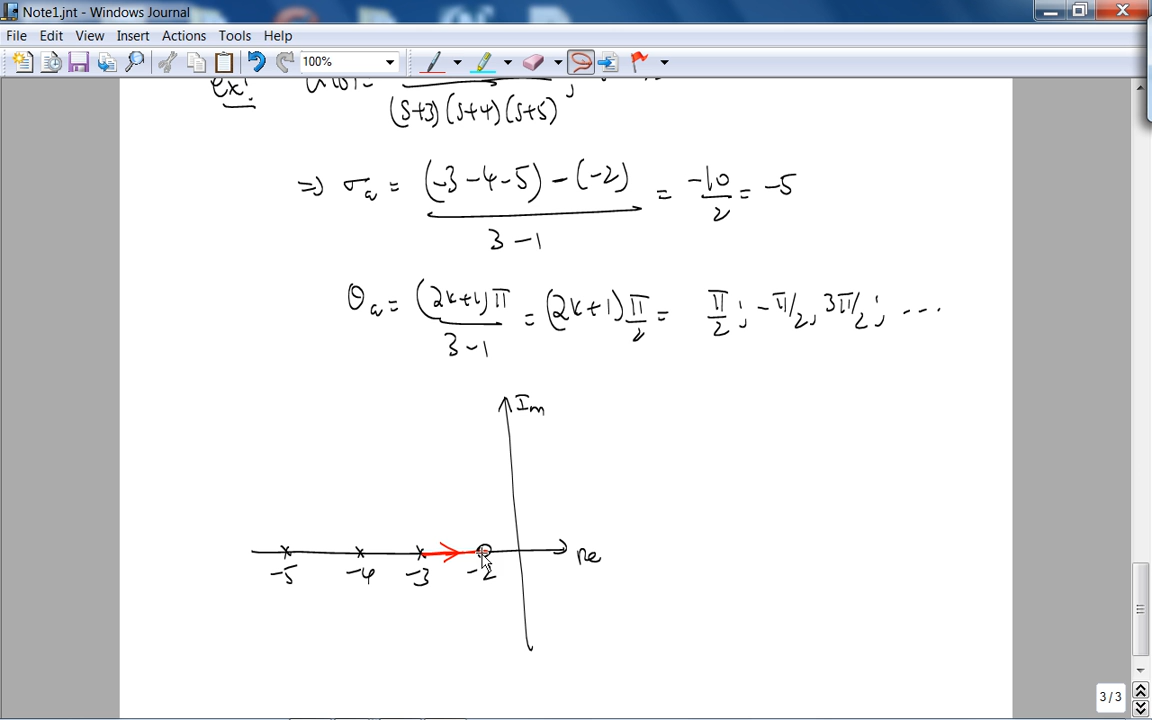 Note1.jnt - Windows Journal
File Edit View Insert Actions Tools Help
100%
ex:
(s+3)(s+4)(s+5) ;
=> σa = (-3-4-5) - (-2) / 3-1 = -10/2 = -5
θa = (2k+1)π / 3-1 = (2k+1) π/2 = π/2 ; -π/2, 3π/2 ; ...
Im
Re
-5 -4 -3 -2
3 / 3